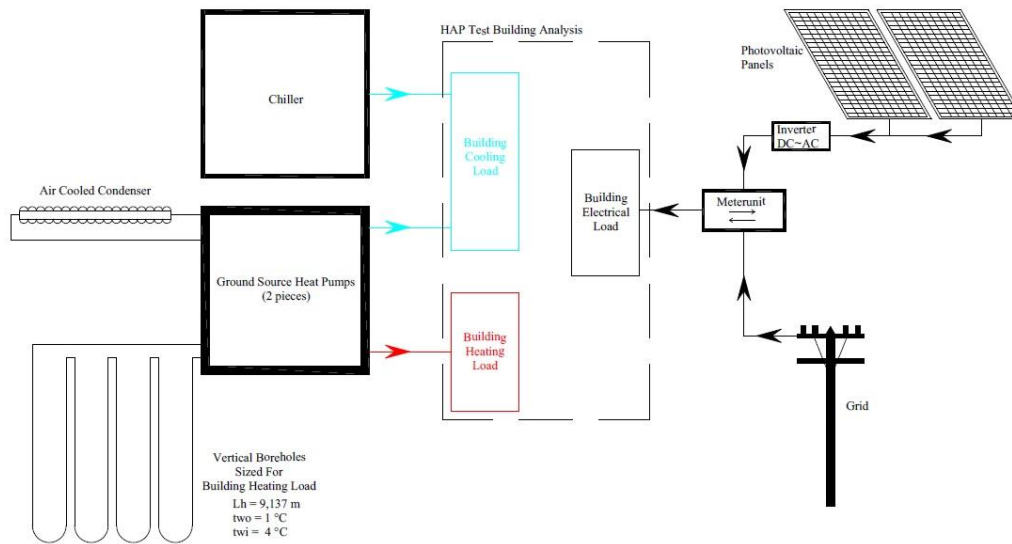 HAP Test Building Analysis
Photovoltaic
Panels
Chiller
Building
Cooling
Load
Inverter
DC~AC
Air Cooled Condenser
Building
Electrical
Load
Meterunit
Ground Source Heat Pumps
(2 pieces)
Building
Heating
Load
Grid
Vertical Boreholes
Sized For
Building Heating Load
Lh = 9,137 m
two = 1 °C
twi = 4 °C